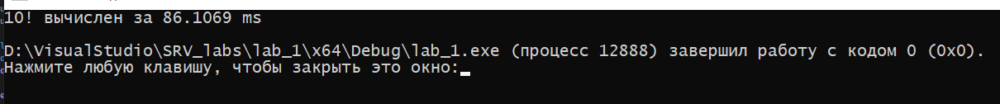 10! вычислен за 86.1069 ms
D:\VisualStudio\SRV_labs\lab_1\x64\Debug\lab_1.exe (процесс 12888) завершил работу с кодом 0 (0x0).
Нажмите любую клавишу, чтобы закрыть это окно: